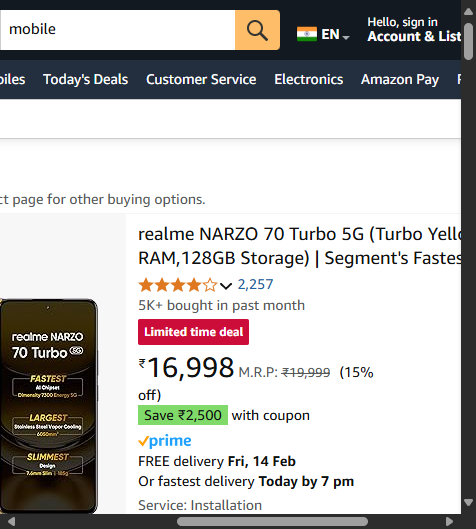 mobile
EN
Hello, sign in
Account & List
biles Today's Deals Customer Service Electronics Amazon Pay
ct page for other buying options.
realme NARZO 70 Turbo 5G (Turbo Yello
RAM,128GB Storage) | Segment's Fastes
2,257
5K+ bought in past month
Limited time deal
₹16,998 M.R.P: ₹19,999 (15%
off)
Save ₹2,500 with coupon
prime
FREE delivery Fri, 14 Feb
Or fastest delivery Today by 7 pm
Service: Installation
realme NARZO
70 Turbo 5G
FASTEST
AI Chipset
Dimensity 7300 Energy 5G
LARGEST
Stainless Steel Vapor Cooling
6050mm²
SLIMMEST
Design
7.6mm Slim | 185g